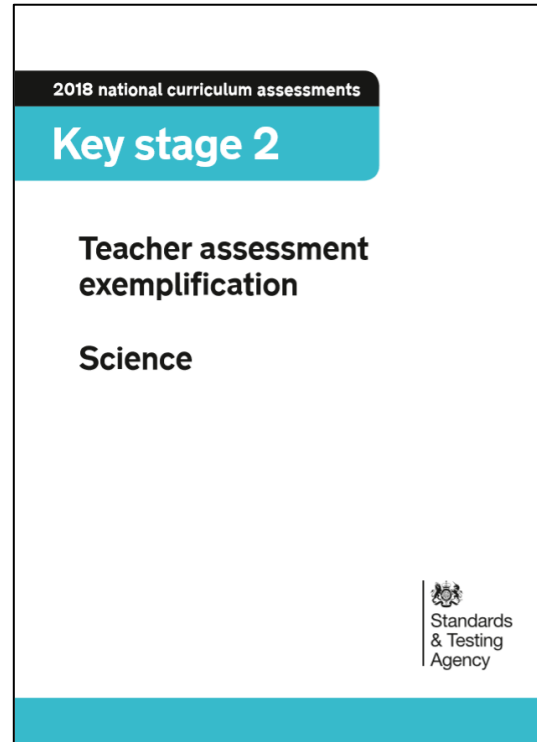 2018 national curriculum assessments
Key stage 2
Teacher assessment
exemplification
Science
Standards
& Testing
Agency